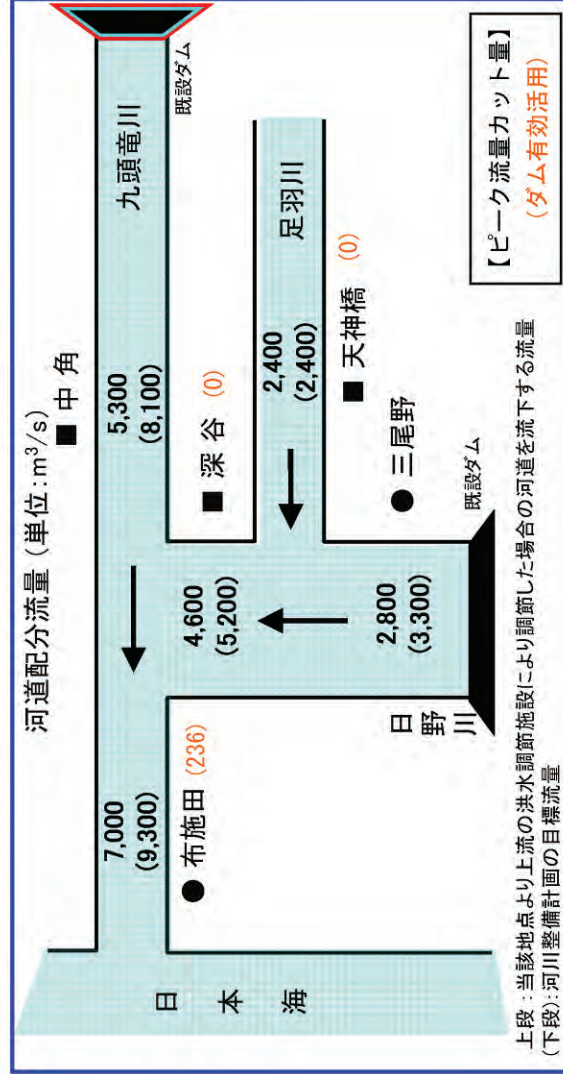 河道配分流量（単位：m³/s）
■中角
九頭竜川
既設ダム
5,300
(8,100)
7,000
(9,300)
■深谷 (0)
足羽川
2,400
(2,400)
■天神橋 (0)
4,600
(5,200)
●布施田 (236)
●三尾野
2,800
(3,300)
日野川
既設ダム
日本海
【ピーク流量カット量】
（ダム有効活用）
上段：当該地点より上流の洪水調節施設により調節した場合の河道を流下する流量
(下段)：河川整備計画の目標流量